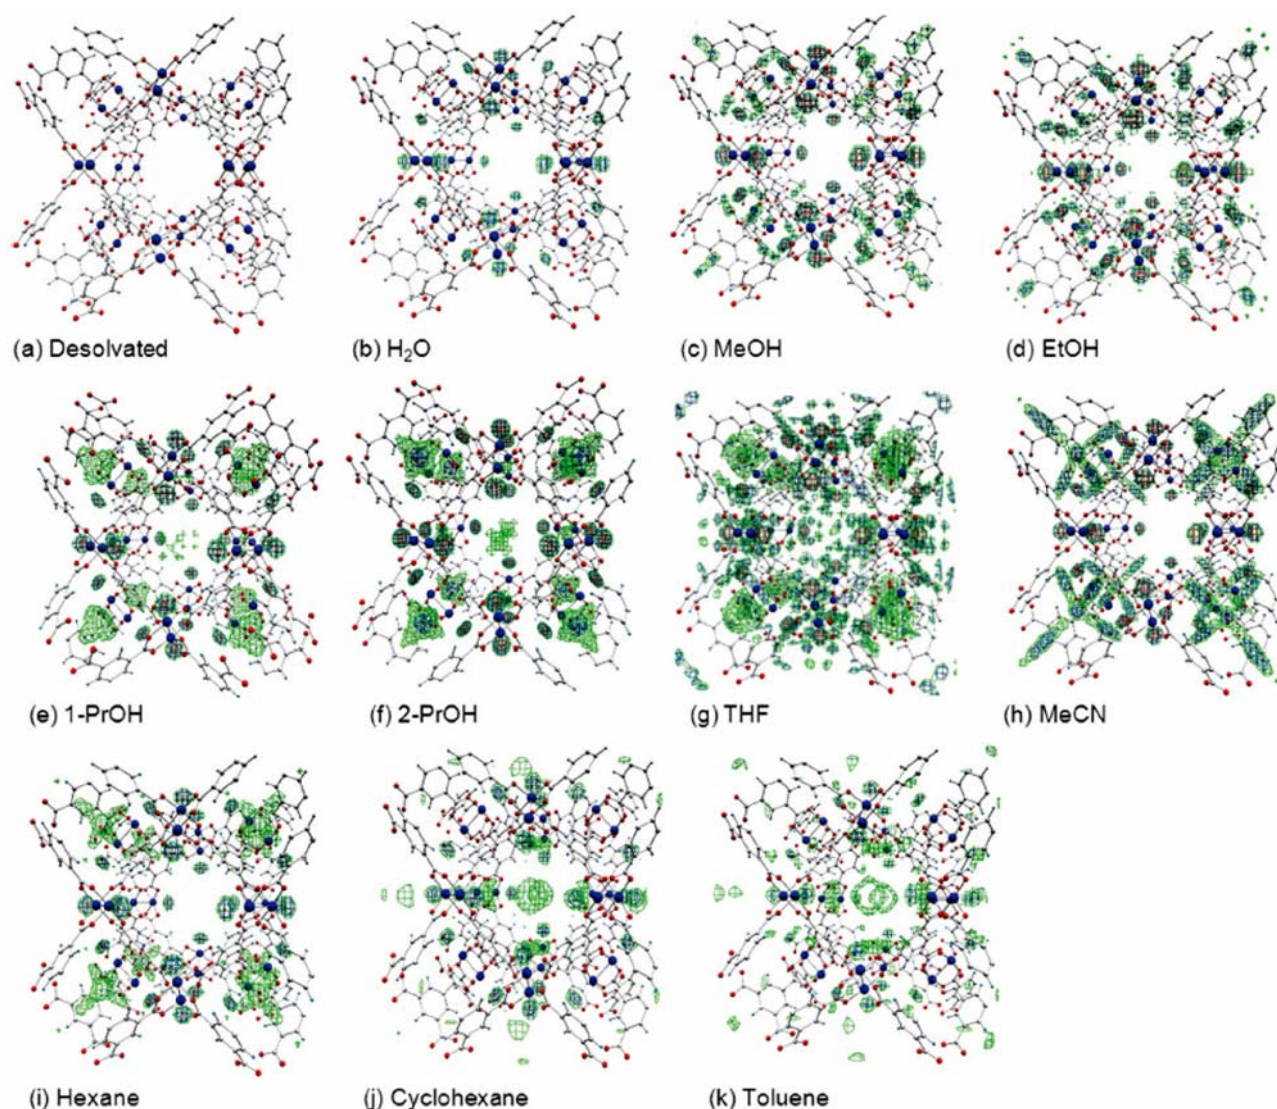 (a) Desolvated
(b) H₂O
(c) MeOH
(d) EtOH
(e) 1-PrOH
(f) 2-PrOH
(g) THF
(h) MeCN
(i) Hexane
(j) Cyclohexane
(k) Toluene